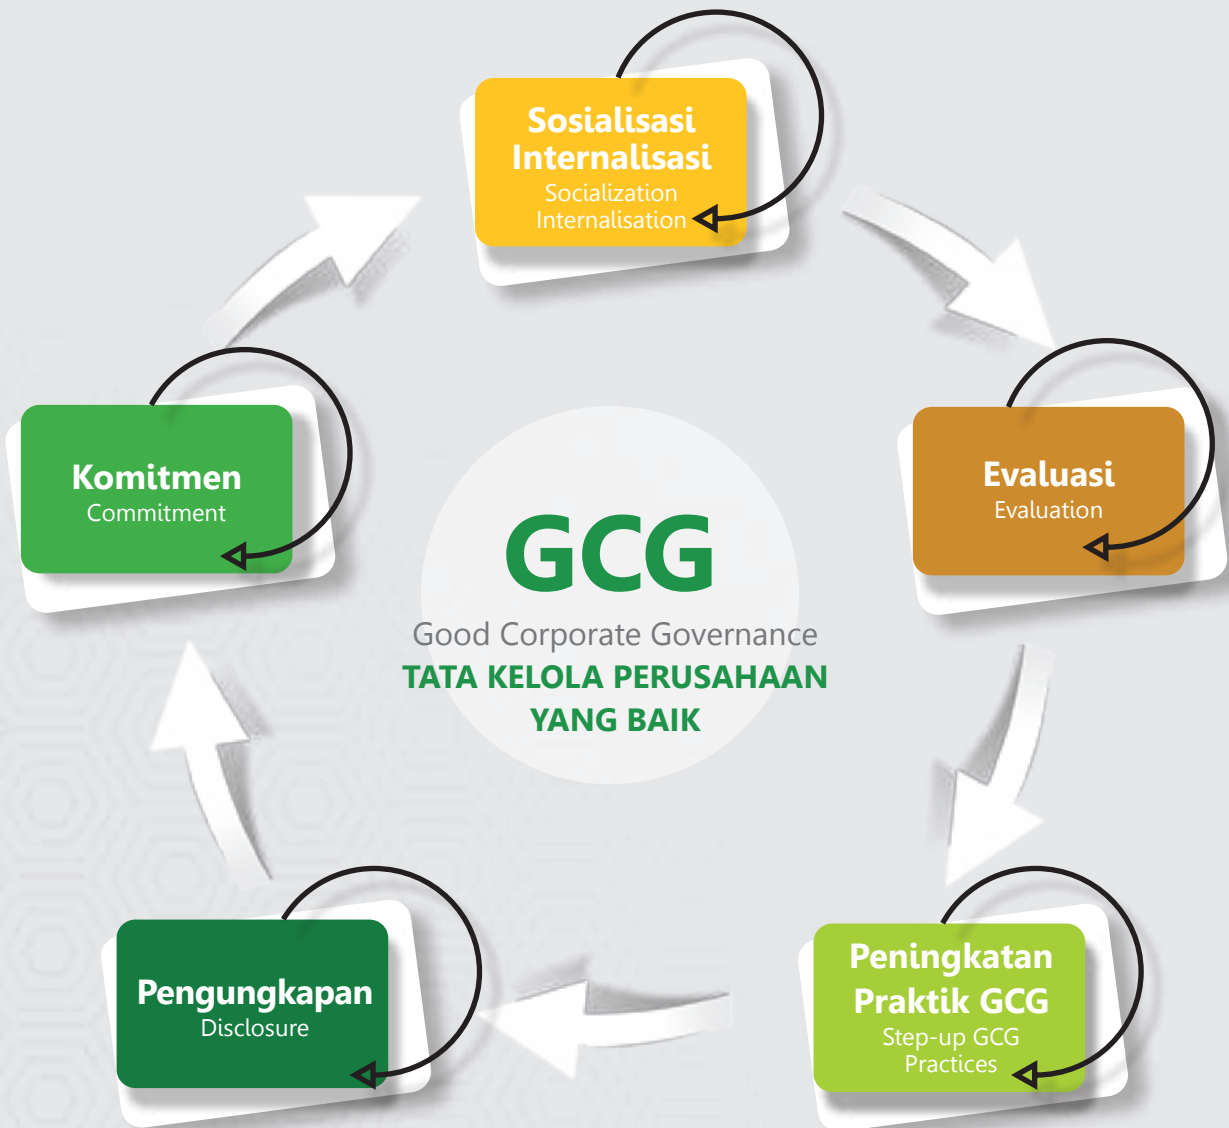 Sosialisasi
Internalisasi
Socialization
Internalisation
Komitmen
Commitment
Evaluasi
Evaluation
GCG
Good Corporate Governance
TATA KELOLA PERUSAHAAN
YANG BAIK
Pengungkapan
Disclosure
Peningkatan
Praktik GCG
Step-up GCG
Practices